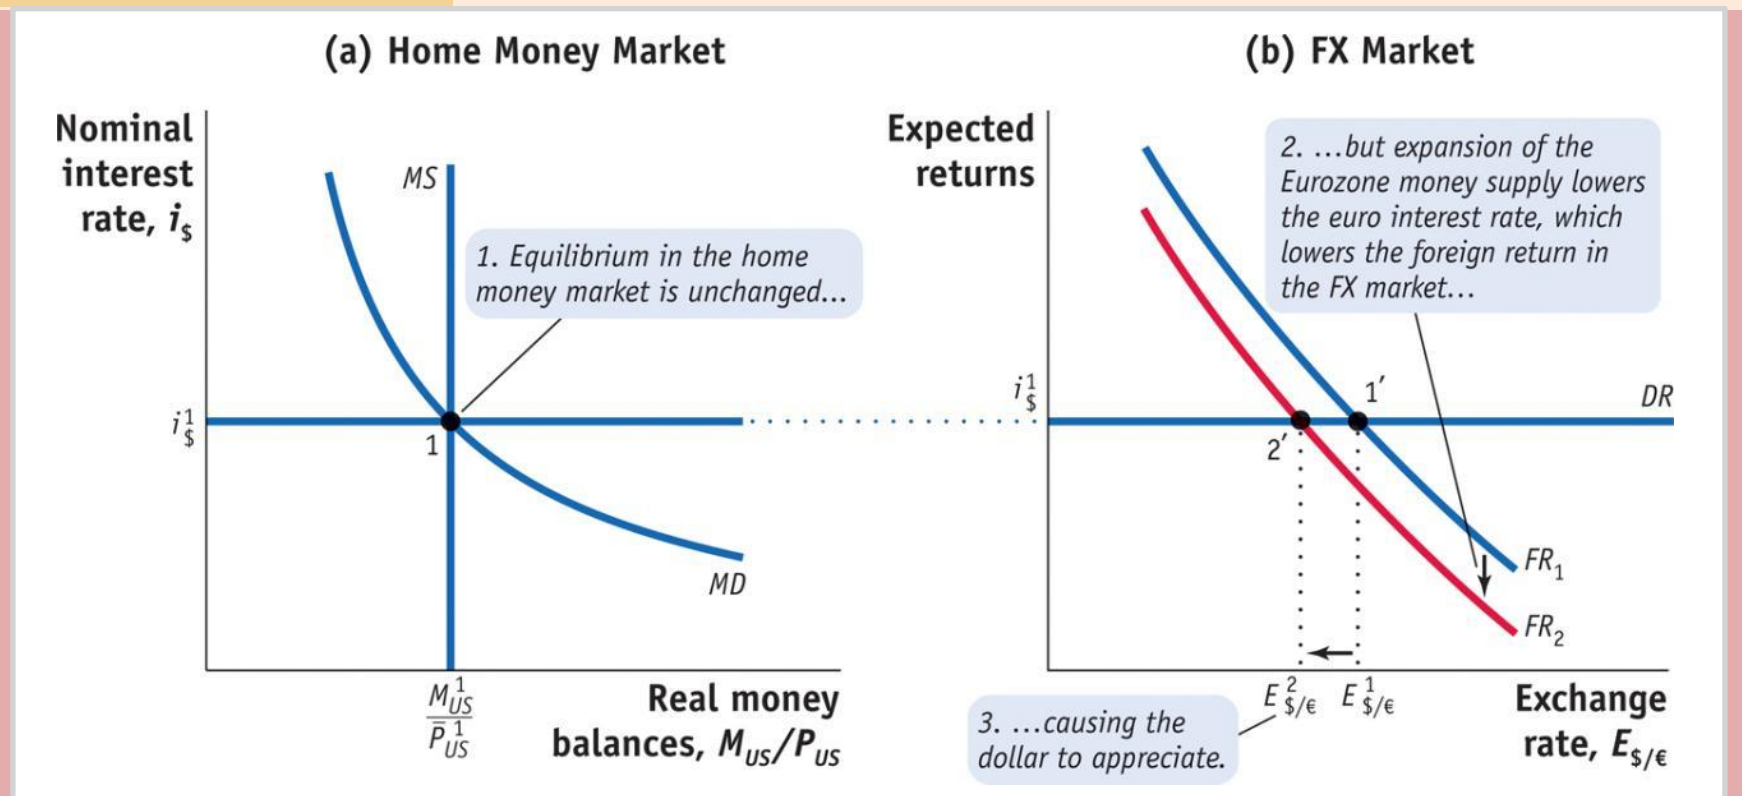 (a) Home Money Market
Nominal
interest
rate, i$
MS
1. Equilibrium in the home
money market is unchanged...
i$1
1
MD
M1US
P̅1US
Real money
balances, MUS/PUS
(b) FX Market
Expected
returns
2. ...but expansion of the
Eurozone money supply lowers
the euro interest rate, which
lowers the foreign return in
the FX market...
i$1
1′
DR
2′
FR1
FR2
E2$/€
E1$/€
3. ...causing the
dollar to appreciate.
Exchange
rate, E$/€